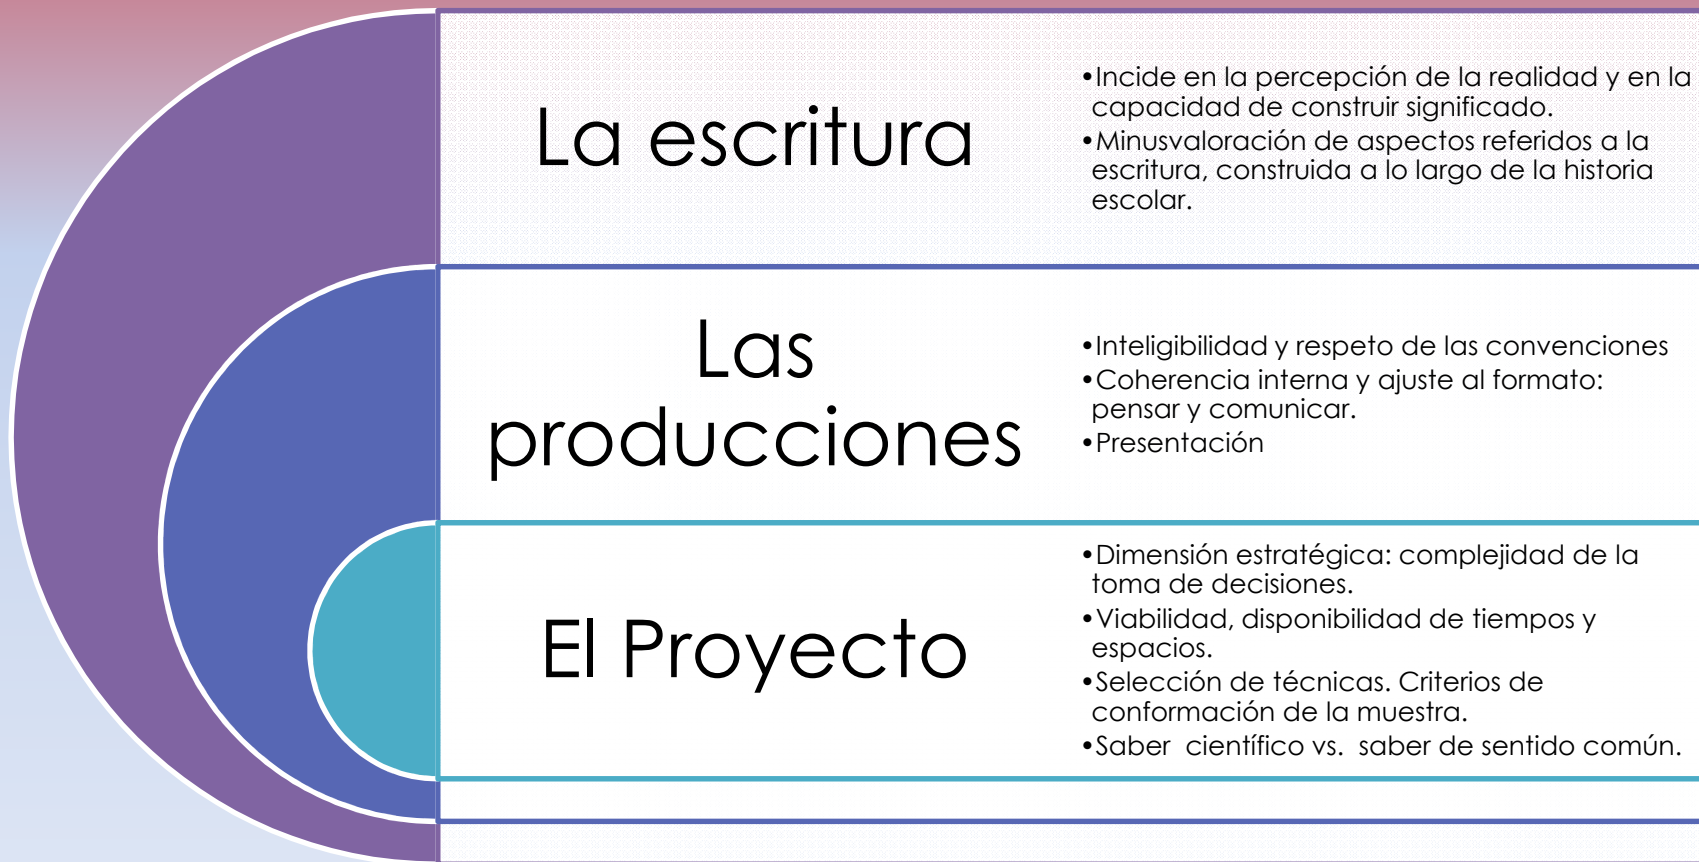 La escritura
•Incide en la percepción de la realidad y en la
capacidad de construir significado.
•Minusvaloración de aspectos referidos a la
escritura, construida a lo largo de la historia
escolar.
Las
producciones
•Inteligibilidad y respeto de las convenciones
•Coherencia interna y ajuste al formato:
pensar y comunicar.
•Presentación
El Proyecto
•Dimensión estratégica: complejidad de la
toma de decisiones.
•Viabilidad, disponibilidad de tiempos y
espacios.
•Selección de técnicas. Criterios de
conformación de la muestra.
•Saber  científico vs.  saber de sentido común.